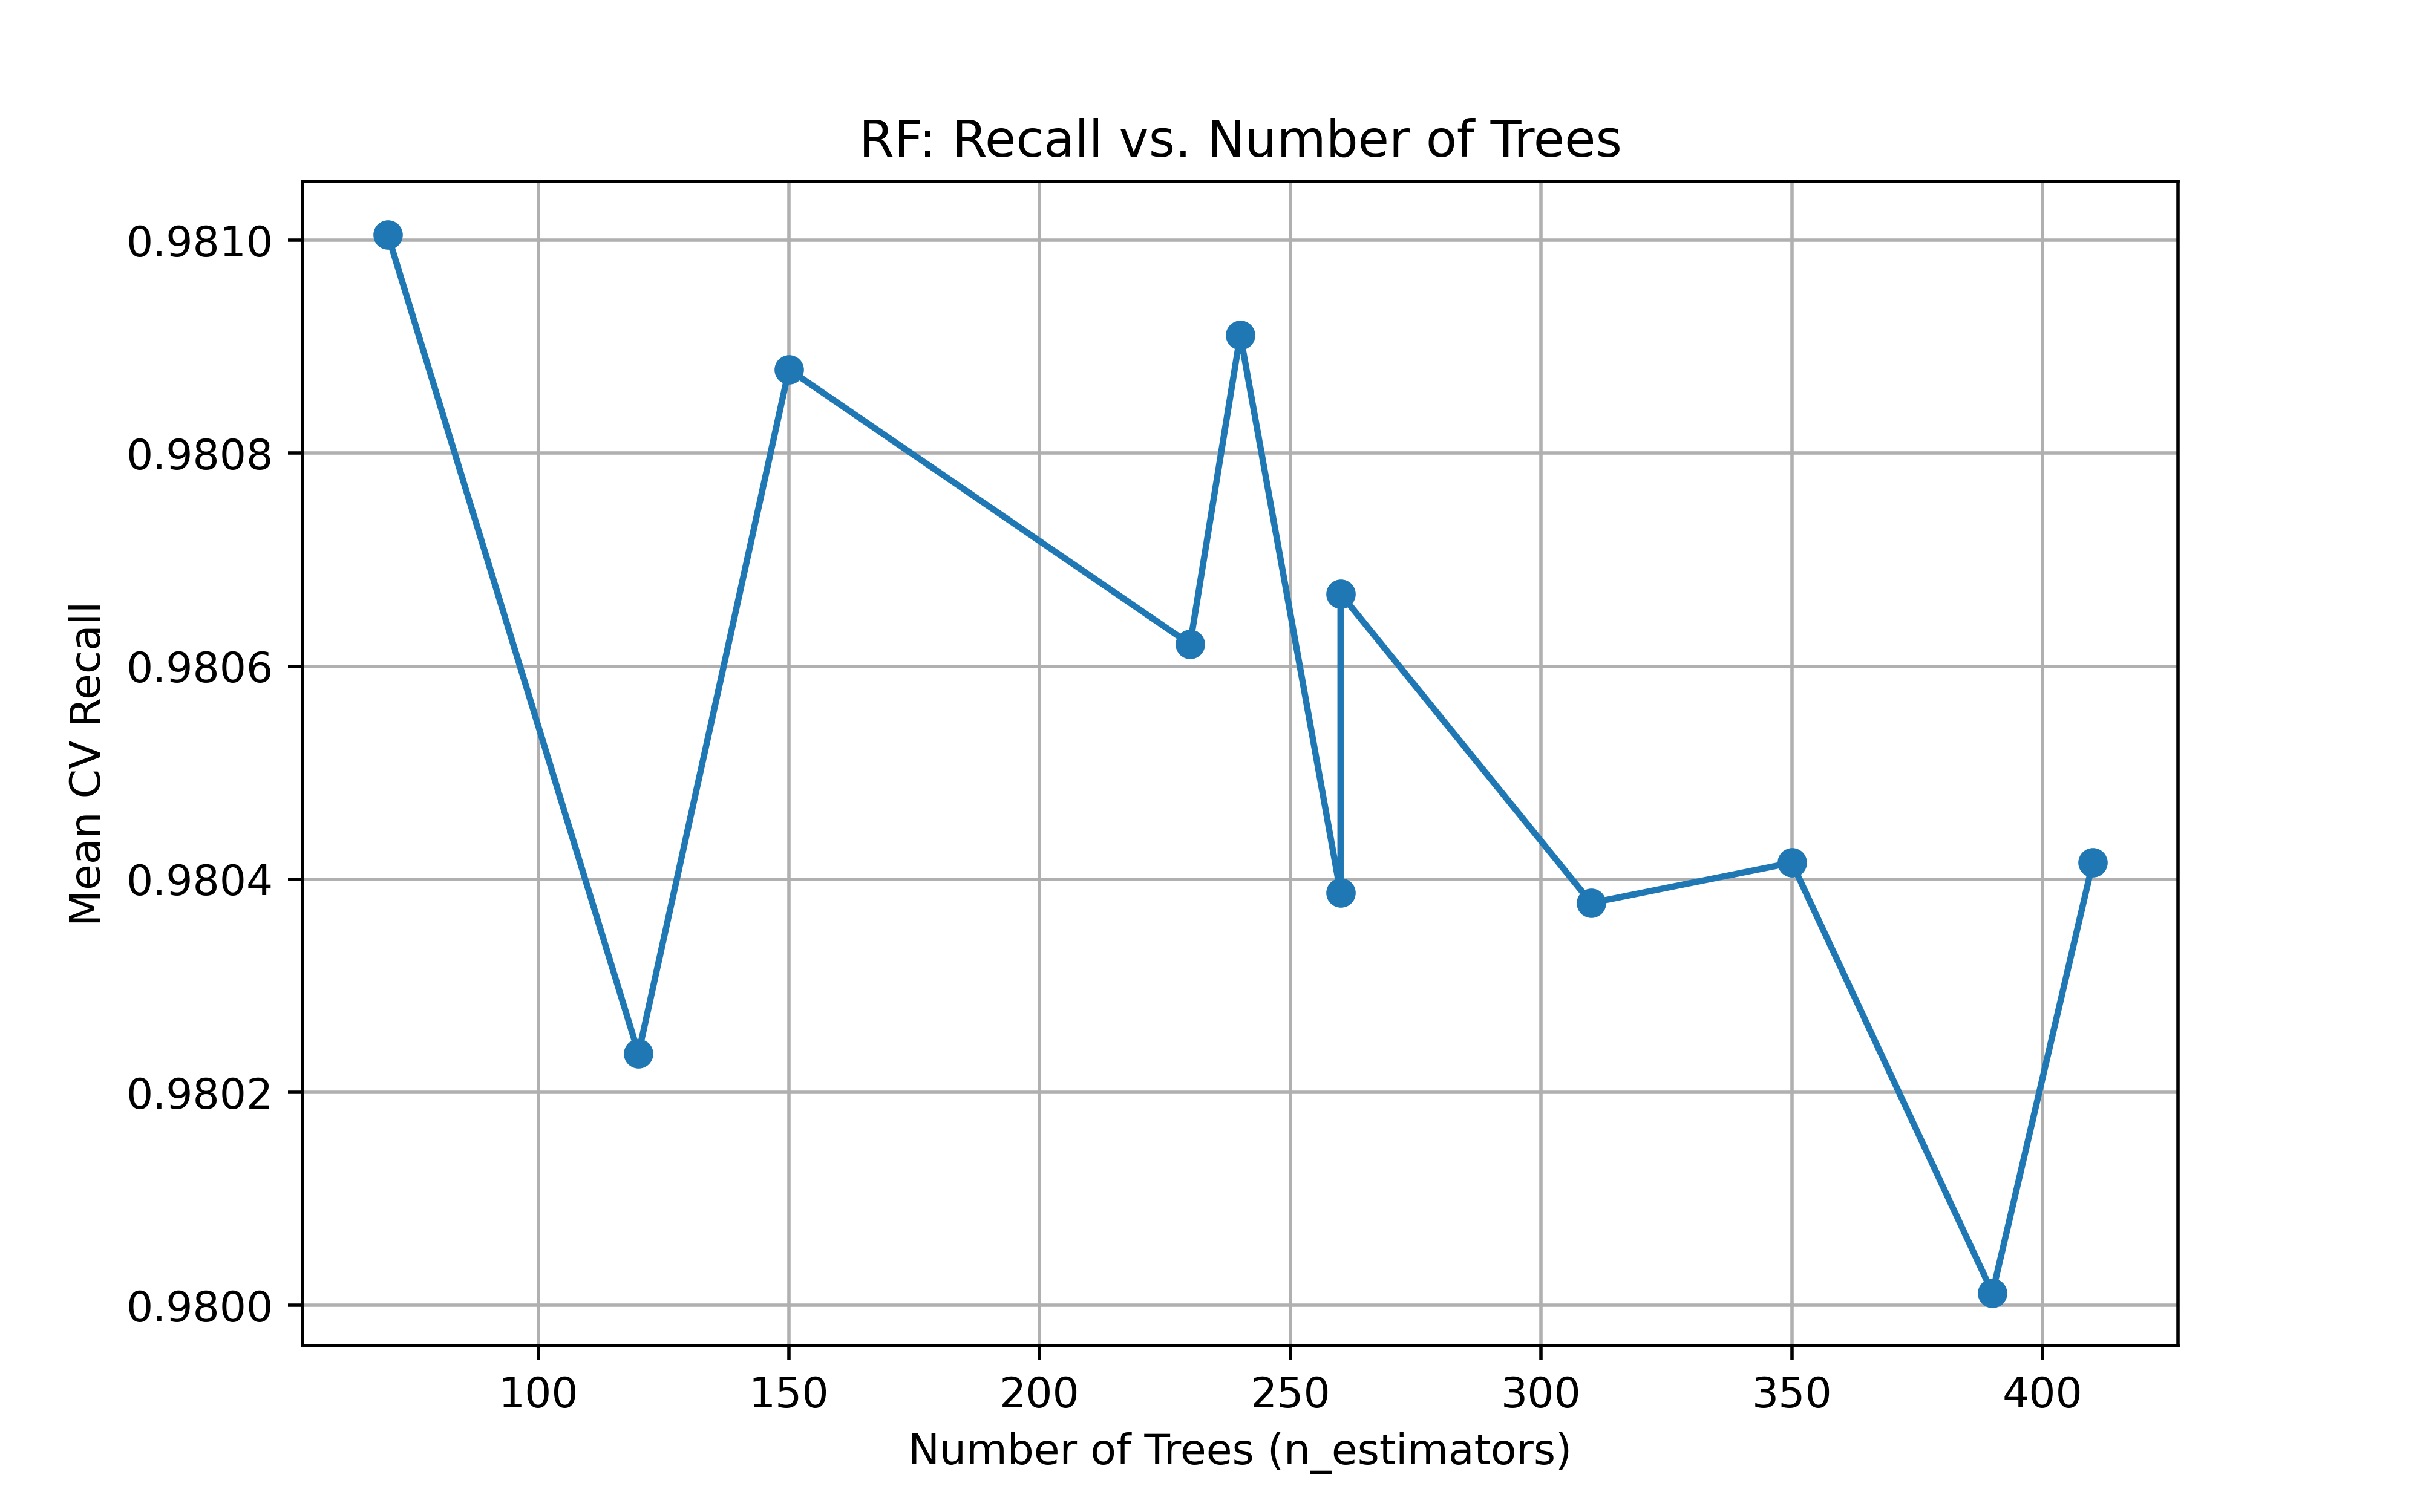 RF: Recall vs. Number of Trees
0.9810
0.9808
0.9806
0.9804
0.9802
0.9800
Mean CV Recall
100 150 200 250 300 350 400
Number of Trees (n_estimators)